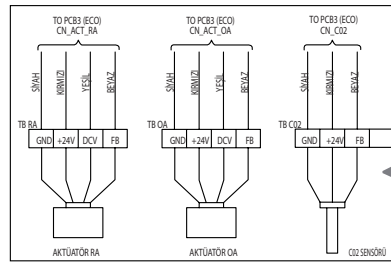 TO PCB3 (ECO)
CN_ACT_RA
SİYAH
KIRMIZI
YEŞİL
BEYAZ
TB RA
GND
+24V
DCV
FB
AKTÜATÖR RA
TO PCB3 (ECO)
CN_ACT_OA
SİYAH
KIRMIZI
YEŞİL
BEYAZ
TB OA
GND
+24V
DCV
FB
AKTÜATÖR OA
TO PCB3 (ECO)
CN_C02
SİYAH
KIRMIZI
BEYAZ
TB C02
GND
+24V
FB
C02 SENSÖRÜ